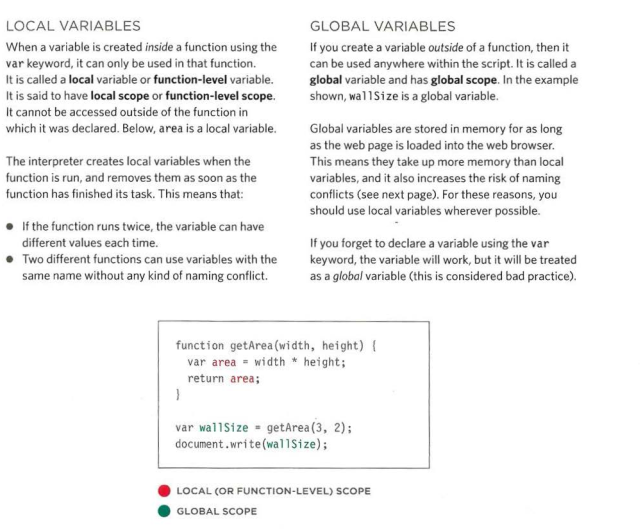 LOCAL VARIABLES
When a variable is created inside a function using the
var keyword, it can only be used in that function.
It is called a local variable or function-level variable.
It is said to have local scope or function-level scope.
It cannot be accessed outside of the function in
which it was declared. Below, area is a local variable.
The interpreter creates local variables when the
function is run, and removes them as soon as the
function has finished its task. This means that:
● If the function runs twice, the variable can have
different values each time.
● Two different functions can use variables with the
same name without any kind of naming conflict.
GLOBAL VARIABLES
If you create a variable outside of a function, then it
can be used anywhere within the script. It is called a
global variable and has global scope. In the example
shown, wallSize is a global variable.
Global variables are stored in memory for as long
as the web page is loaded into the web browser.
This means they take up more memory than local
variables, and it also increases the risk of naming
conflicts (see next page). For these reasons, you
should use local variables wherever possible.
If you forget to declare a variable using the var
keyword, the variable will work, but it will be treated
as a global variable (this is considered bad practice).
function getArea(width, height) {
  var area = width * height;
  return area;
}
var wallSize = getArea(3, 2);
document.write(wallSize);
LOCAL (OR FUNCTION-LEVEL) SCOPE
GLOBAL SCOPE